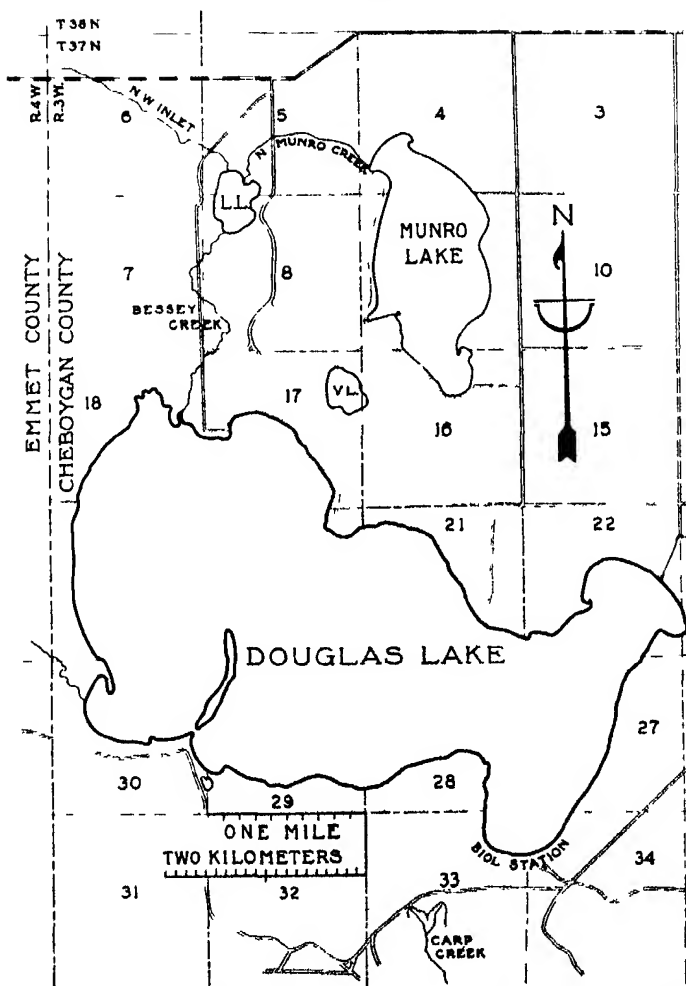 T 38 N
T 37 N
R.4W.
R.3W.
6
5
4
3
N W INLET
N MUNRO CREEK
L.L.
MUNRO
LAKE
N
7
8
10
BESSEY
CREEK
EMMET COUNTY
CHEBOYGAN COUNTY
18
17
V.L.
16
15
21
22
DOUGLAS LAKE
27
30
29
28
ONE MILE
TWO KILOMETERS
BIOL STATION
34
31
32
33
CARP
CREEK